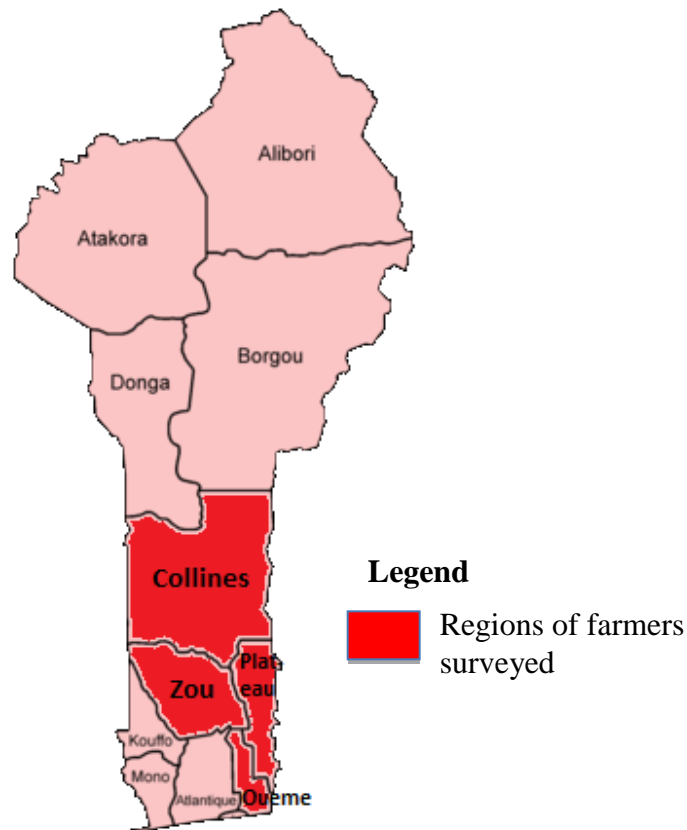 Alibori
Atakora
Borgou
Donga
Collines
Legend
Regions of farmers
surveyed
Plat-
eau
Zou
Kouffo
Mono
Atlantique
Oueme